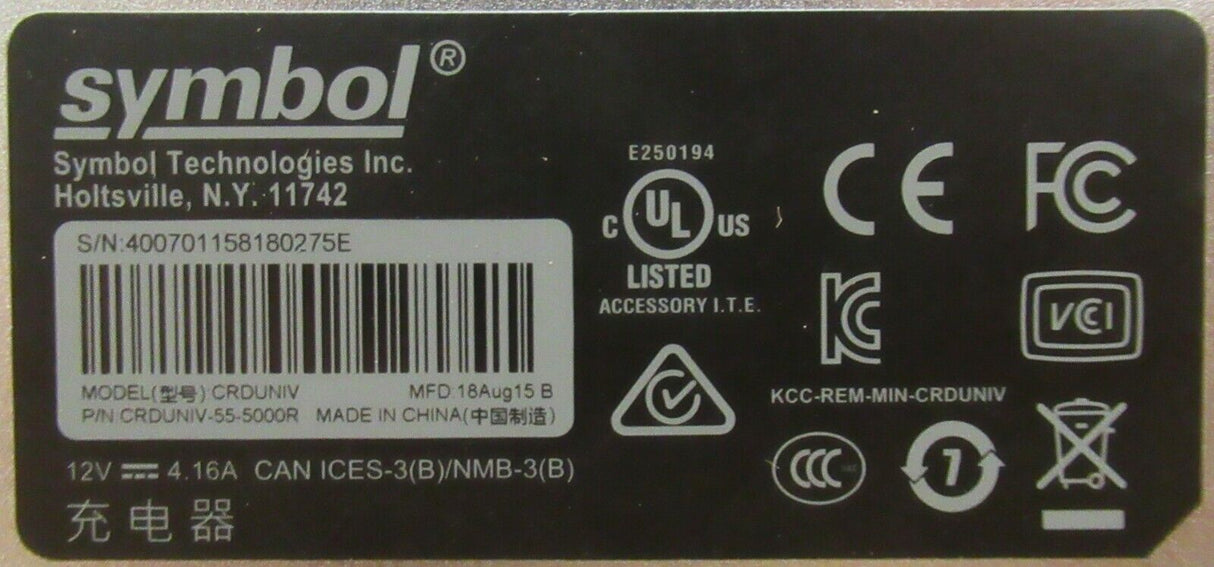 symbol®
Symbol Technologies Inc.
Holtsville, N.Y. 11742
S/N:400701158180275E
MODEL(型号):CRDUNIV MFD:18Aug15 B
P/N:CRDUNIV-55-5000R MADE IN CHINA(中国制造)
12V 4.16A CAN ICES-3(B)/NMB-3(B)
充电器
E250194
C UL US
LISTED
ACCESSORY I.T.E.
CE FC
KC VCCI
KCC-REM-MIN-CRDUNIV
CCC 7